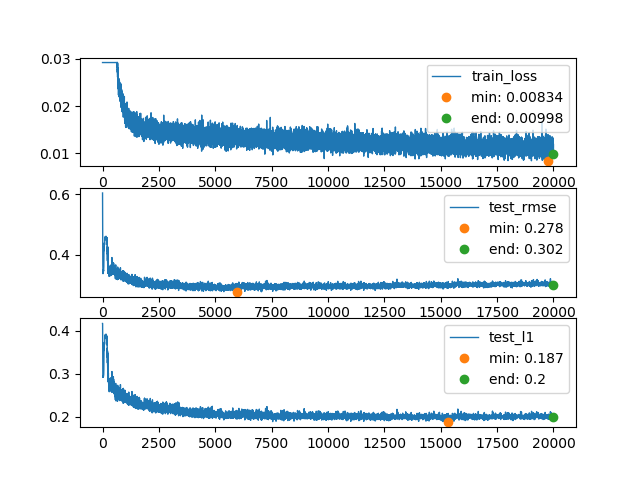 0.03
0.02
0.01
train_loss
min: 0.00834
end: 0.00998
0 2500 5000 7500 10000 12500 15000 17500 20000
0.6
0.4
test_rmse
min: 0.278
end: 0.302
0 2500 5000 7500 10000 12500 15000 17500 20000
0.4
0.3
0.2
test_l1
min: 0.187
end: 0.2
0 2500 5000 7500 10000 12500 15000 17500 20000